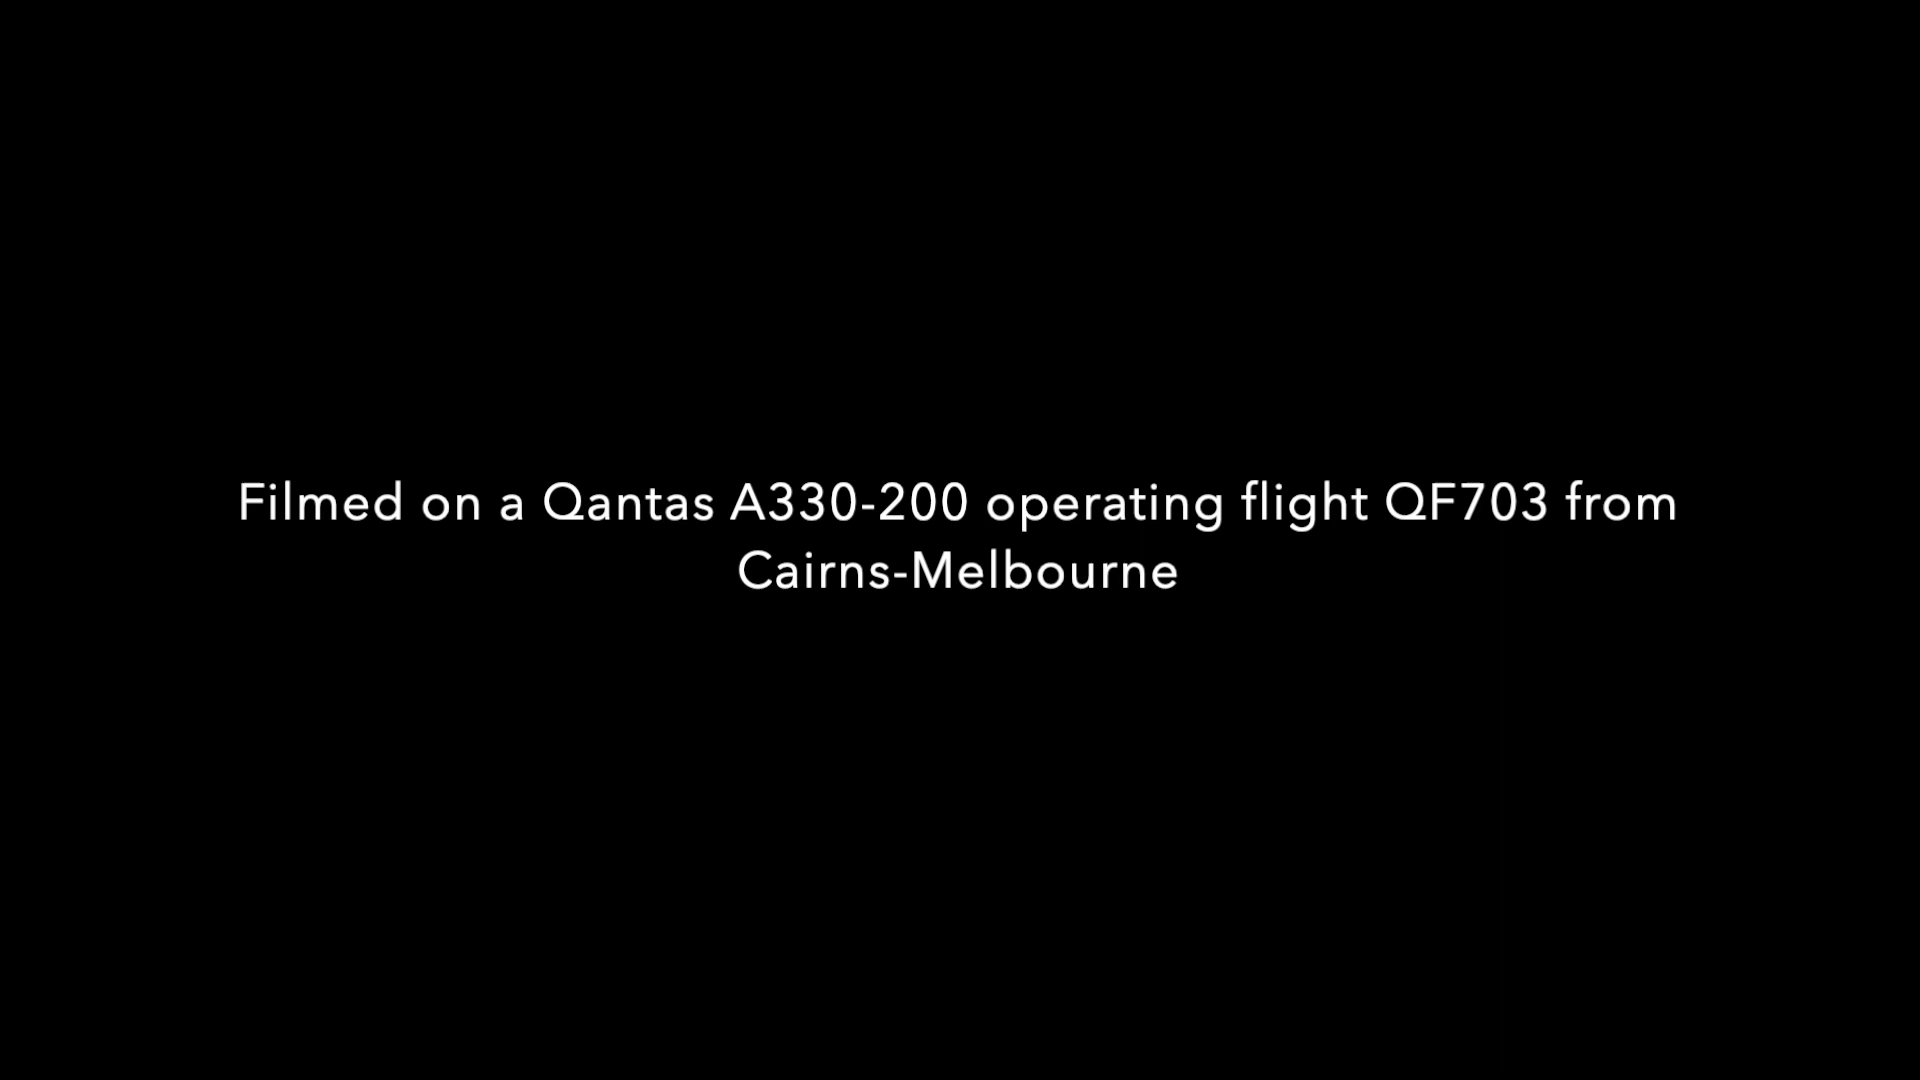 Filmed on a Qantas A330-200 operating flight QF703 from
Cairns-Melbourne